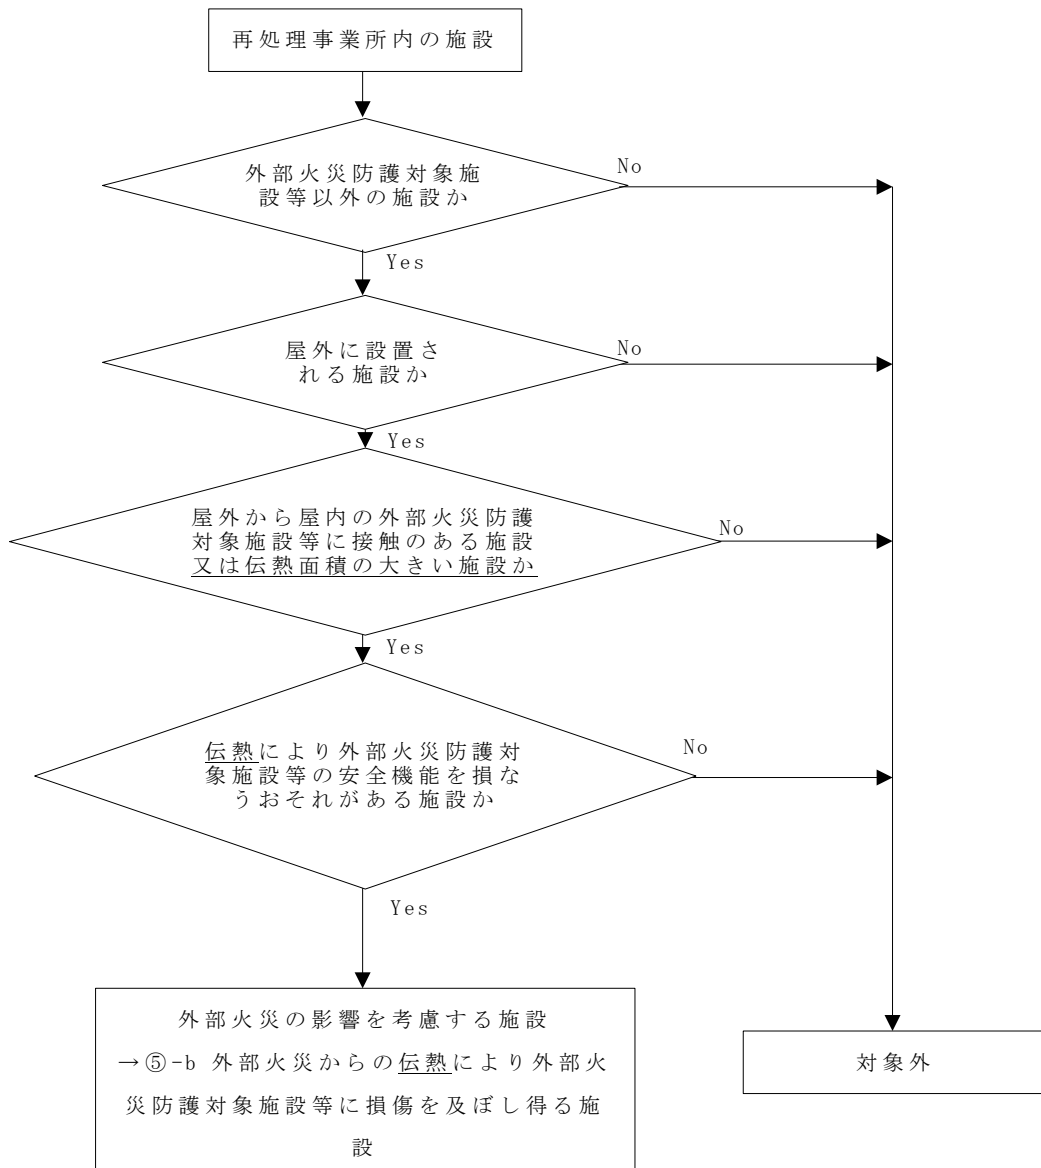 再処理事業所内の施設
外部火災防護対象施
設等以外の施設か
No
Yes
屋外に設置さ
れる施設か
No
Yes
屋外から屋内の外部火災防護
対象施設等に接触のある施設
又は伝熱面積の大きい施設か
No
Yes
伝熱により外部火災防護対
象施設等の安全機能を損な
うおそれがある施設か
No
Yes
外部火災の影響を考慮する施設
→⑤-b 外部火災からの伝熱により外部火
災防護対象施設等に損傷を及ぼし得る施
設
対象外